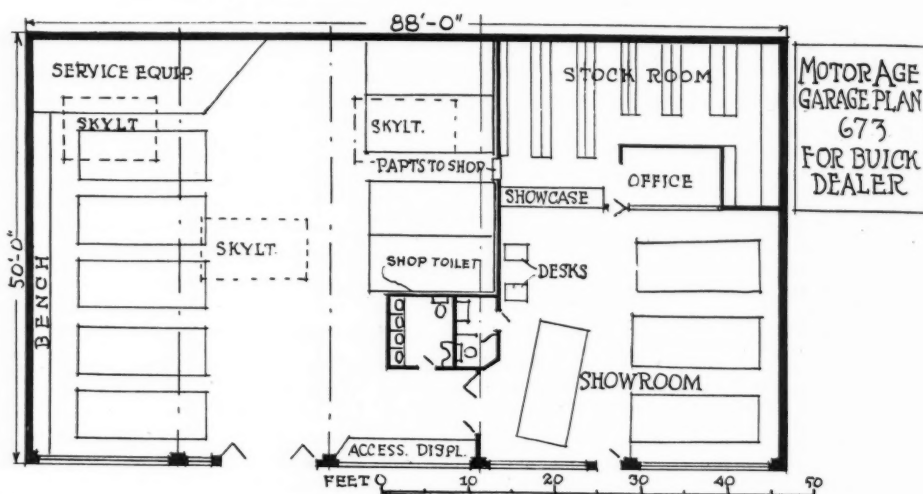 88'-0"
SERVICE EQUIP.
STOCK ROOM
MOTOR AGE
GARAGE PLAN
673
FOR BUICK
DEALER
SKYLT
SKYLT.
PARTS TO SHOP
OFFICE
SHOWCASE
50'-0"
BENCH
SKYLT.
SHOP TOILET
DESKS
SHOWROOM
ACCESS. DISPL.
FEET 0 10 20 30 40 50